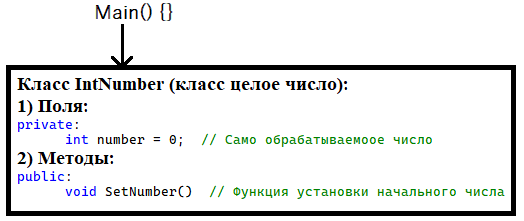 Main() {}
Класс IntNumber (класс целое число):
1) Поля:
private:
int number = 0;  // Само обрабатываемоое число
2) Методы:
public:
void SetNumber()  // Функция установки начального числа